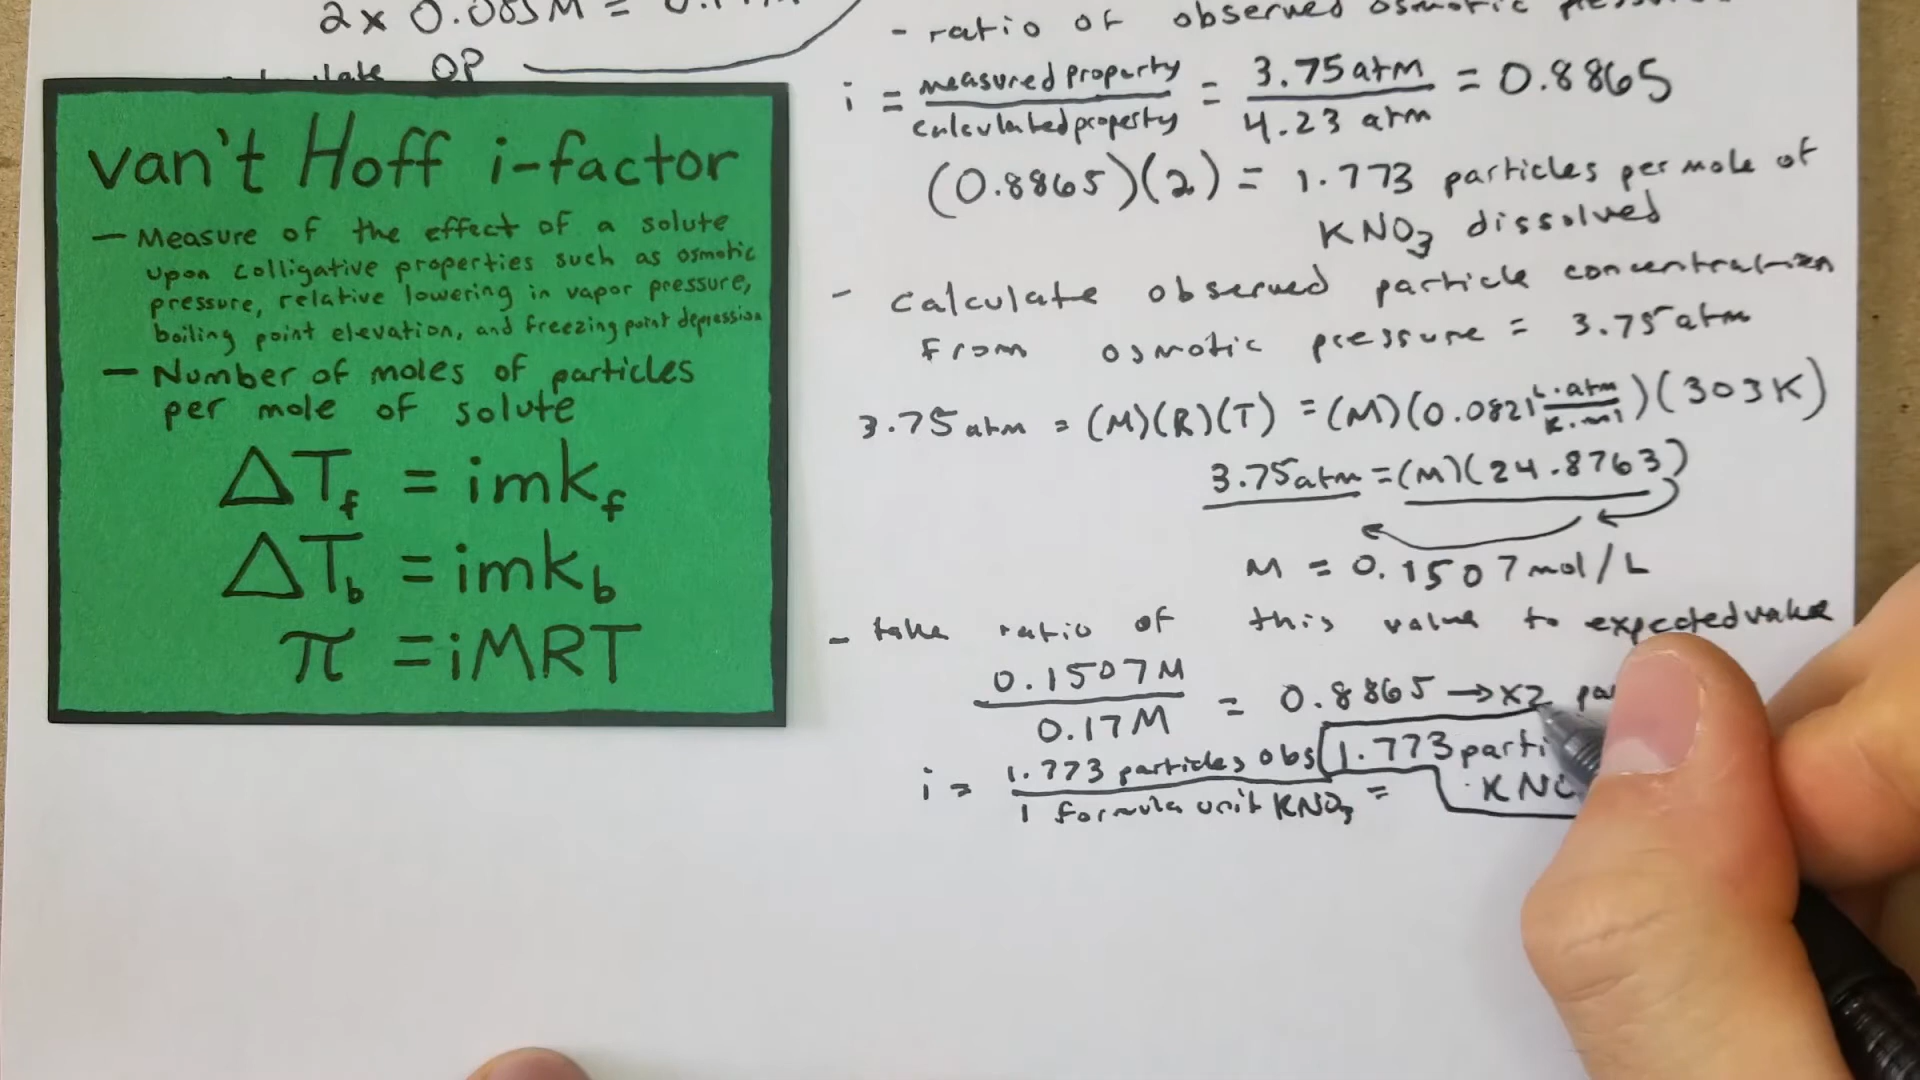 2 x 0.085M =
OP
van't Hoff i-factor
— Measure of the effect of a solute
upon colligative properties such as osmotic
pressure, relative lowering in vapor pressure,
boiling point elevation, and freezing point depression
— Number of moles of particles
per mole of solute
ΔTf = imkf
ΔTb = imkb
π = iMRT
- ratio of observed osmotic
i = measured property / calculated property = 3.75 atm / 4.23 atm = 0.8865
(0.8865)(2) = 1.773 particles per mole of
KNO3 dissolved
- calculate observed particle concentration
from osmotic pressure = 3.75 atm
3.75 atm = (M)(R)(T) = (M)(0.0821 L·atm / K·mol)(303K)
3.75 atm = (M)(24.8763)
M = 0.1507 mol/L
- take ratio of this value to expected value
0.1507M / 0.17M = 0.8865 → x2
i = 1.773 particles obs / 1 formula unit KNO3 = 1.773